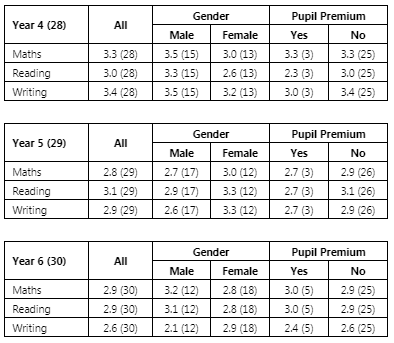 Year 4 (28) All Gender Pupil Premium
Male Female Yes No
Maths 3.3 (28) 3.5 (15) 3.0 (13) 3.3 (3) 3.3 (25)
Reading 3.0 (28) 3.3 (15) 2.6 (13) 2.3 (3) 3.0 (25)
Writing 3.4 (28) 3.5 (15) 3.2 (13) 3.0 (3) 3.4 (25)
Year 5 (29) All Gender Pupil Premium
Male Female Yes No
Maths 2.8 (29) 2.7 (17) 3.0 (12) 2.7 (3) 2.9 (26)
Reading 3.1 (29) 2.9 (17) 3.3 (12) 2.7 (3) 3.1 (26)
Writing 2.9 (29) 2.6 (17) 3.3 (12) 2.7 (3) 2.9 (26)
Year 6 (30) All Gender Pupil Premium
Male Female Yes No
Maths 2.9 (30) 3.2 (12) 2.8 (18) 3.0 (5) 2.9 (25)
Reading 2.9 (30) 3.1 (12) 2.8 (18) 3.0 (5) 2.9 (25)
Writing 2.6 (30) 2.1 (12) 2.9 (18) 2.4 (5) 2.6 (25)